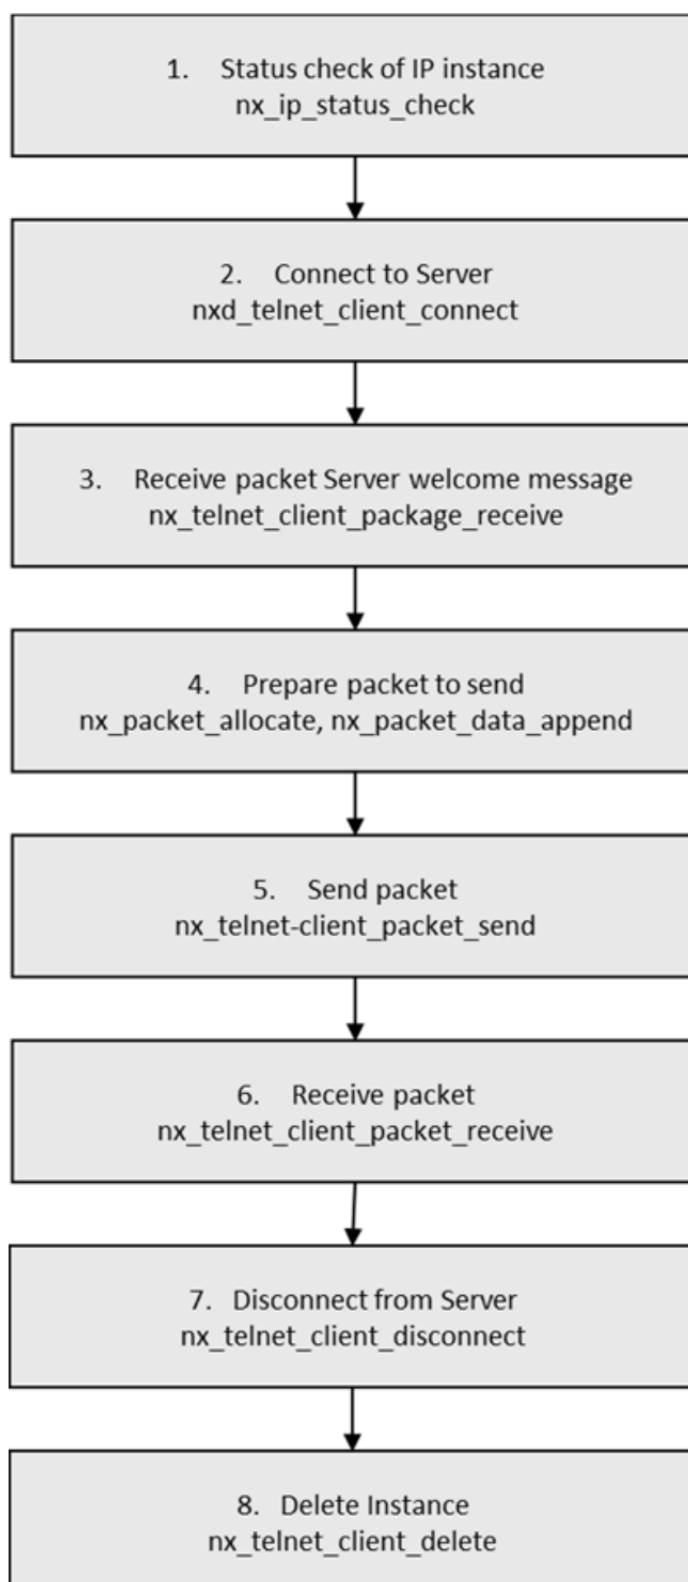 1. Status check of IP instance
nx_ip_status_check
2. Connect to Server
nxd_telnet_client_connect
3. Receive packet Server welcome message
nx_telnet_client_package_receive
4. Prepare packet to send
nx_packet_allocate, nx_packet_data_append
5. Send packet
nx_telnet-client_packet_send
6. Receive packet
nx_telnet_client_packet_receive
7. Disconnect from Server
nx_telnet_client_disconnect
8. Delete Instance
nx_telnet_client_delete